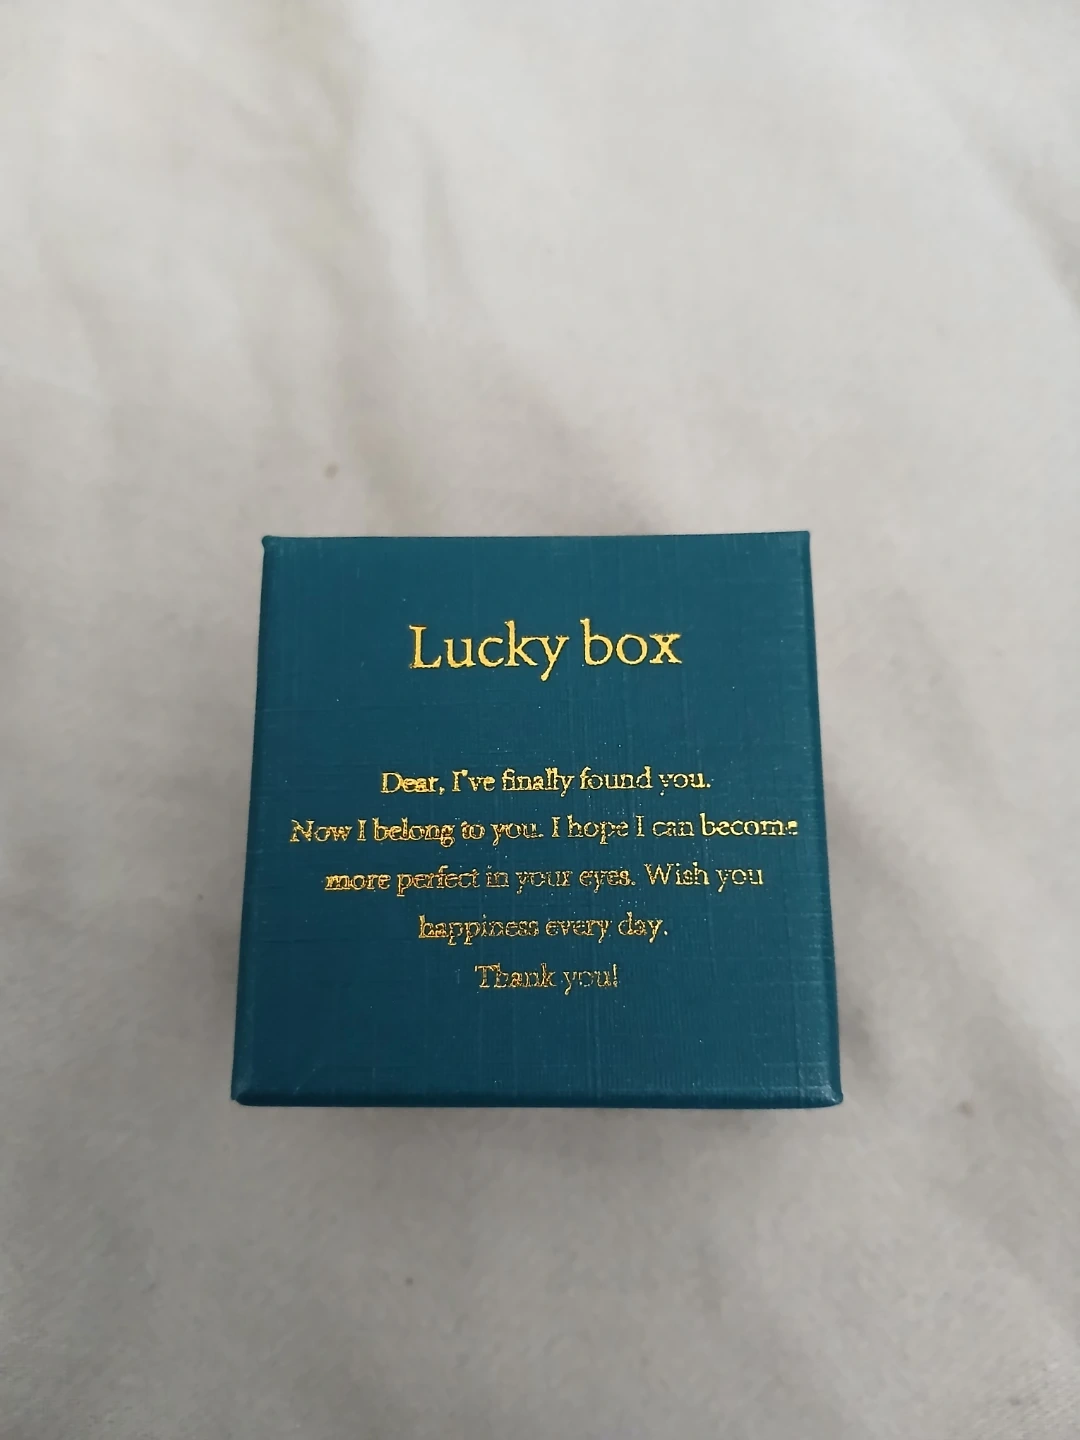 Lucky box
Dear, I've finally found you.
Now I belong to you. I hope I can become
more perfect in your eyes. Wish you
happiness every day.
Thank you!